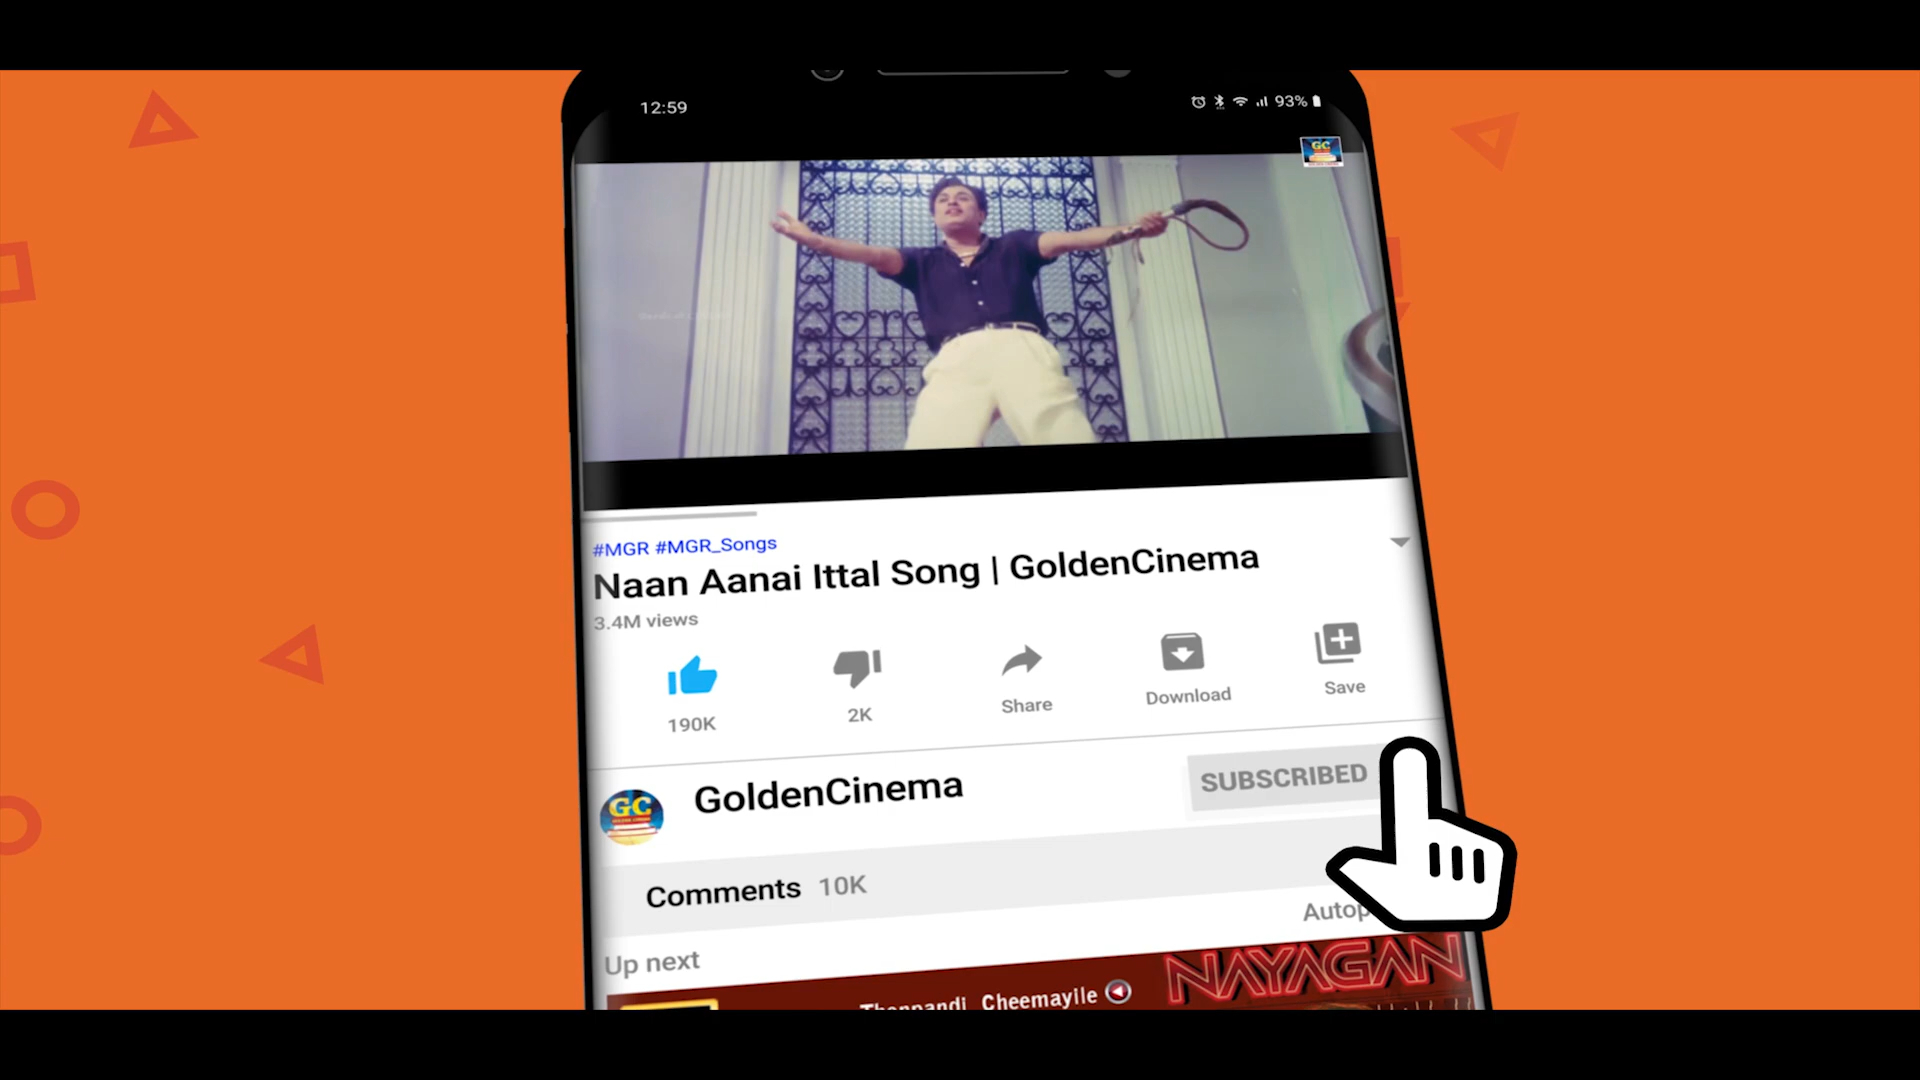 12:59
93%
GC
#MGR #MGR_Songs
Naan Aanai Ittal Song | GoldenCinema
3.4M views
190K
2K
Share
Download
Save
GC
GoldenCinema
SUBSCRIBED
Comments 10K
Up next
NAYAGAN
Thenpandi Cheemayile